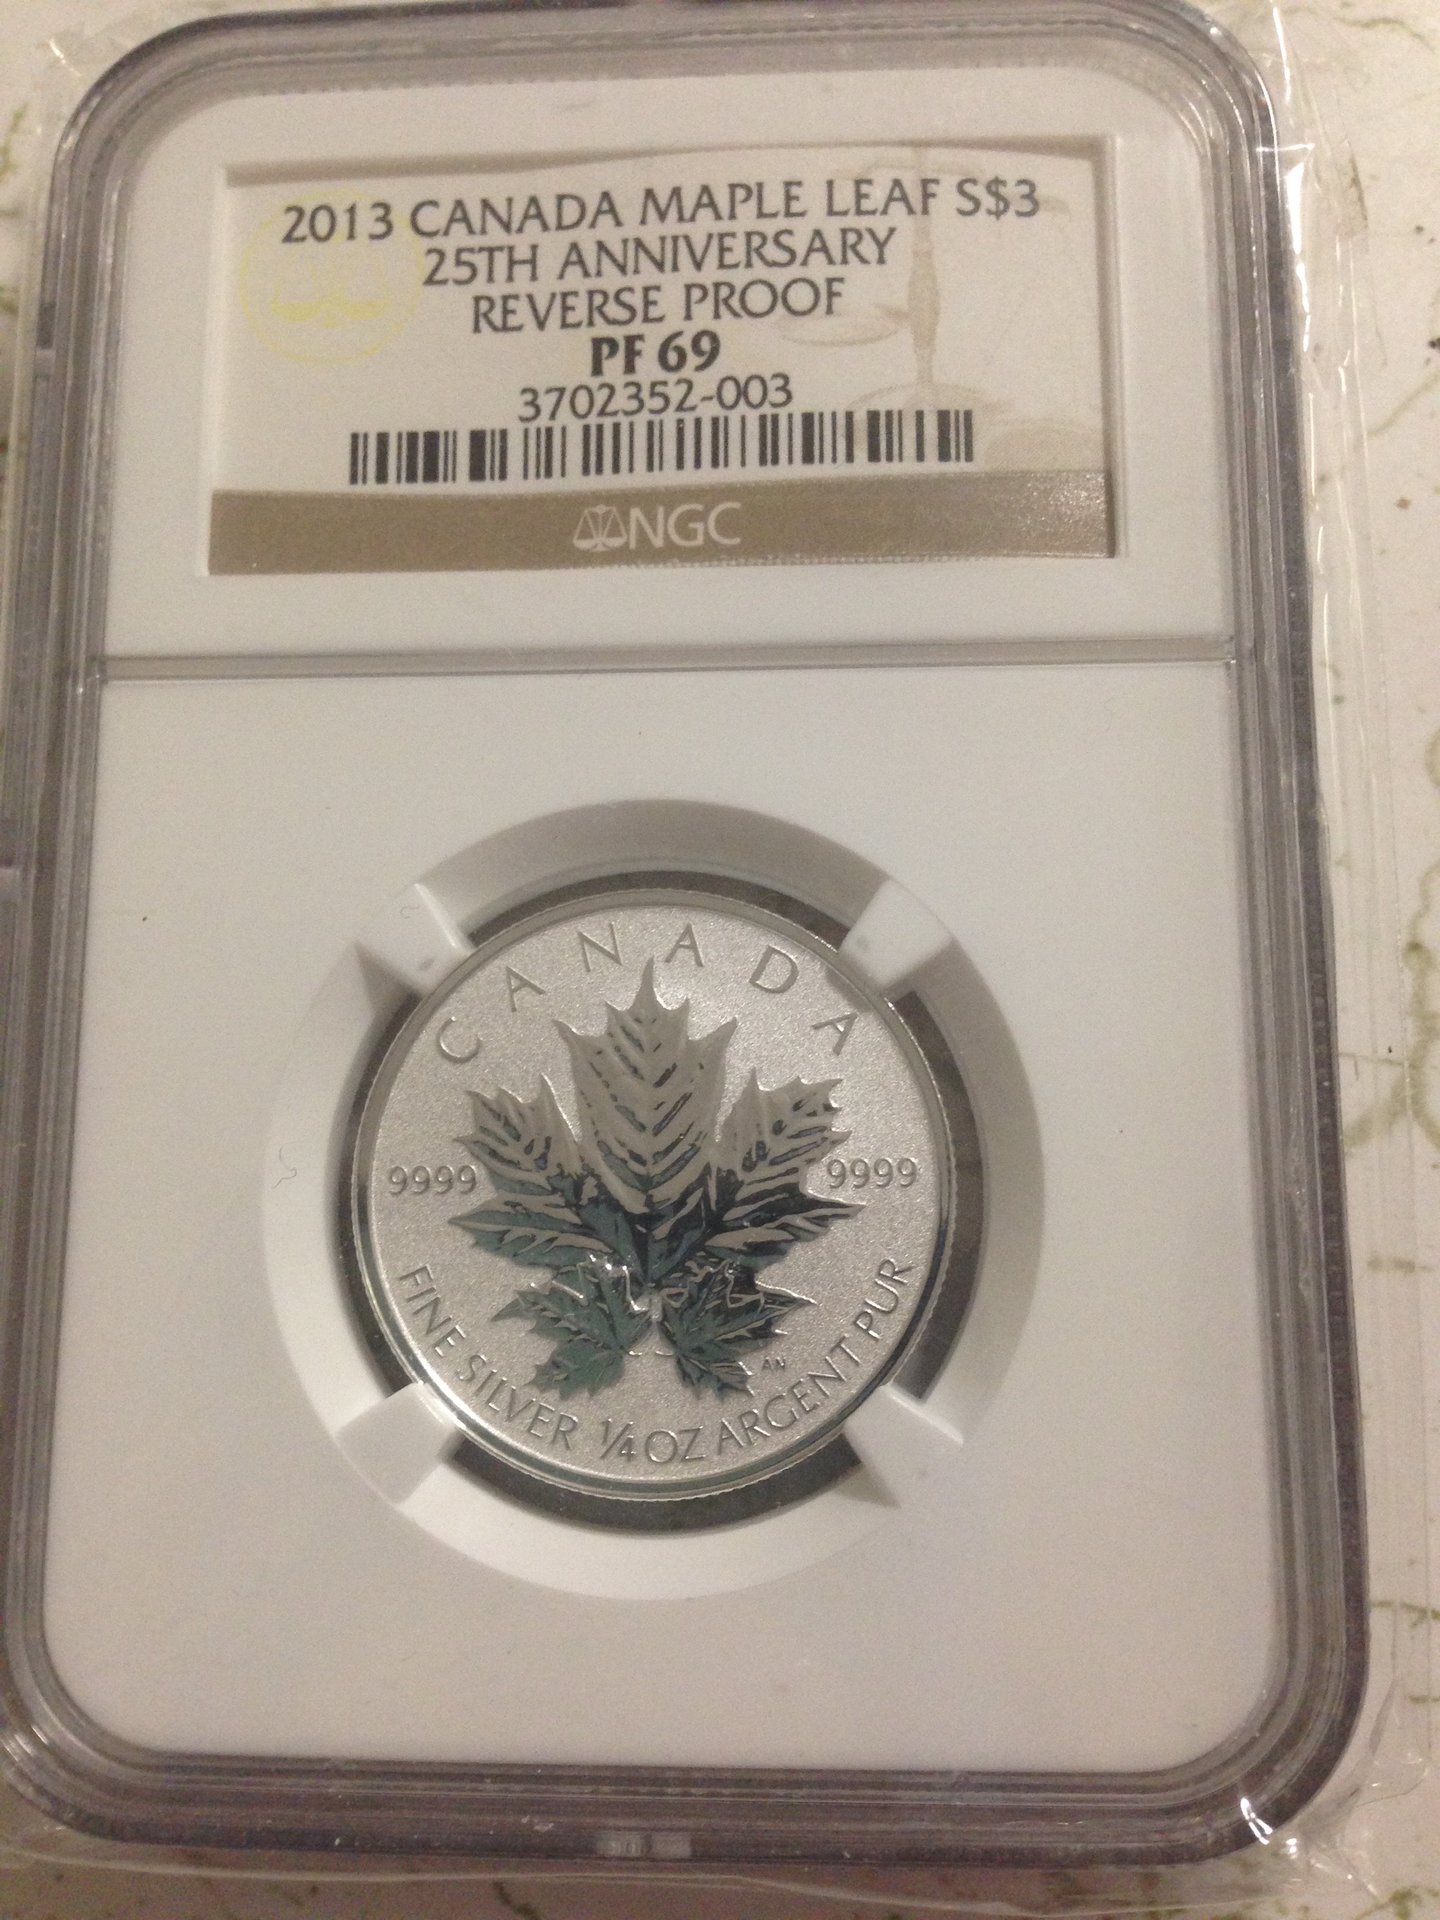 2013 CANADA MAPLE LEAF S$3
25TH ANNIVERSARY
REVERSE PROOF
PF 69
3702352-003
NGC
CANADA
9999 9999
AN
FINE SILVER 1/4 OZ ARGENT PUR